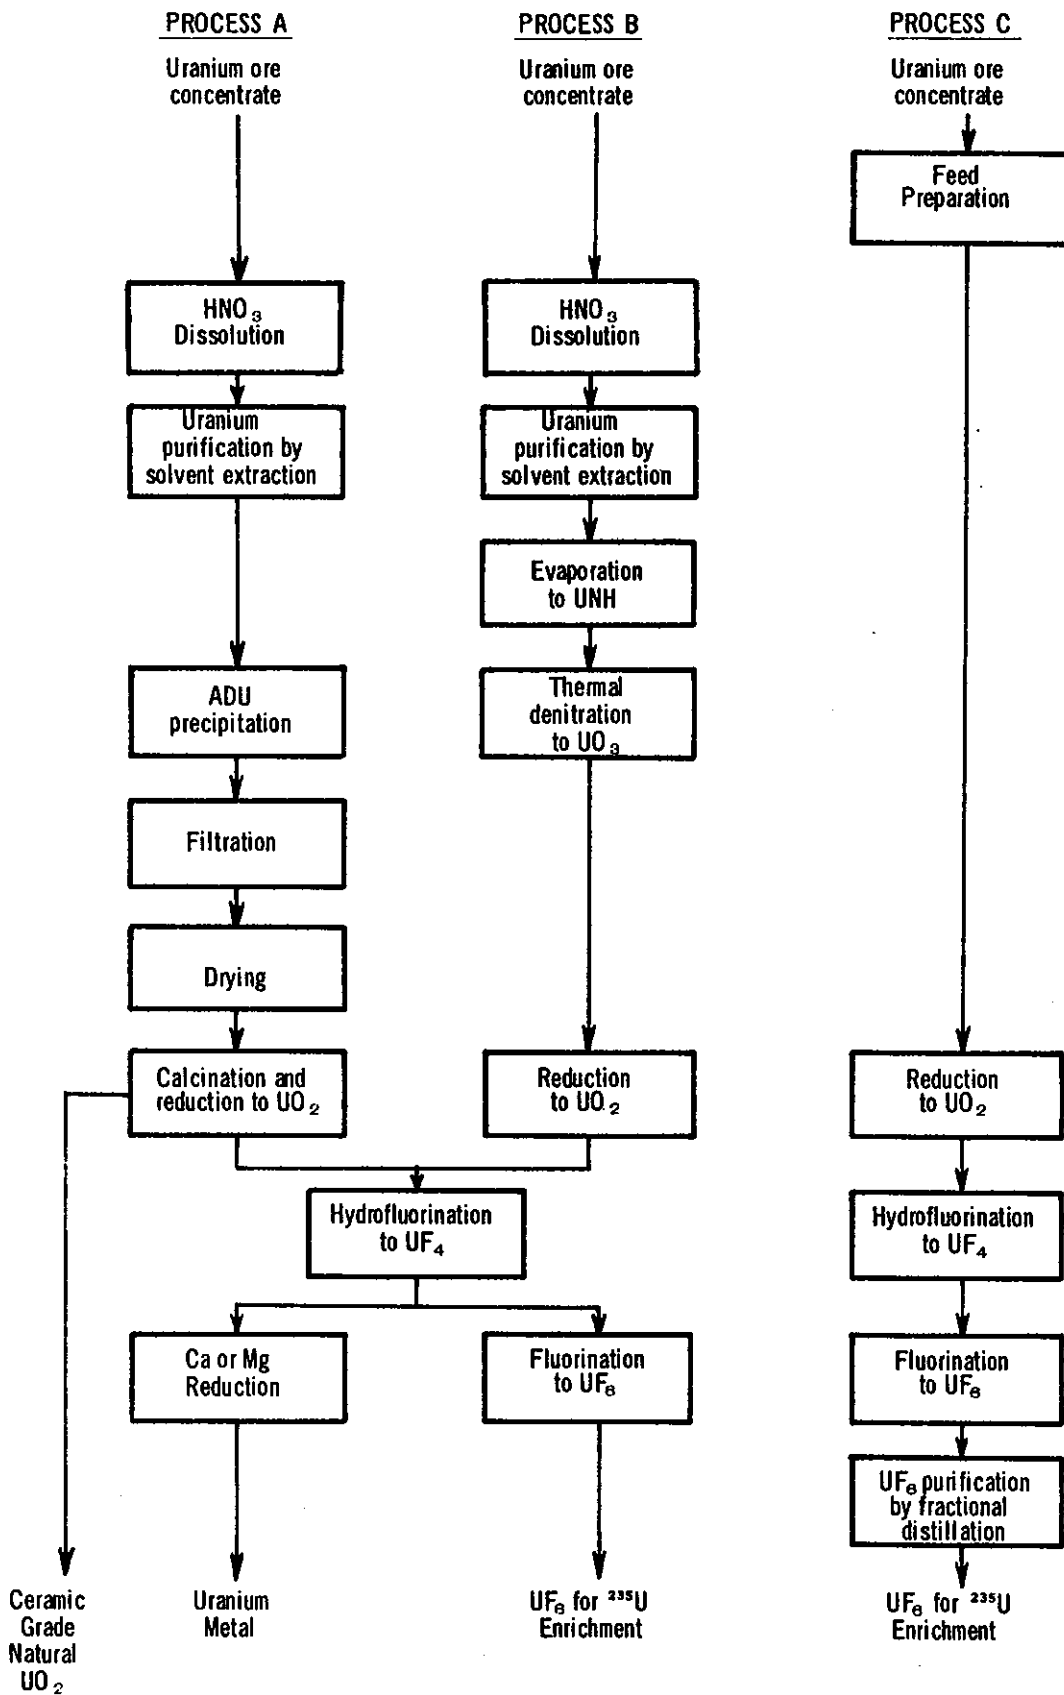 PROCESS A
Uranium ore
concentrate
HNO₃
Dissolution
Uranium
purification by
solvent extraction
ADU
precipitation
Filtration
Drying
Calcination and
reduction to UO₂
PROCESS B
Uranium ore
concentrate
HNO₃
Dissolution
Uranium
purification by
solvent extraction
Evaporation
to UNH
Thermal
denitration
to UO₃
Reduction
to UO₂
Hydrofluorination
to UF₄
Ca or Mg
Reduction
Fluorination
to UF₆
Ceramic
Grade
Natural
UO₂
Uranium
Metal
UF₆ for ²³⁵U
Enrichment
PROCESS C
Uranium ore
concentrate
Feed
Preparation
Reduction
to UO₂
Hydrofluorination
to UF₄
Fluorination
to UF₆
UF₆ purification
by fractional
distillation
UF₆ for ²³⁵U
Enrichment